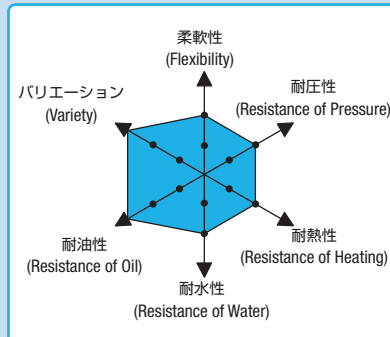 柔軟性
(Flexibility)
バリエーション
(Variety)
耐圧性
(Resistance of Pressure)
耐油性
(Resistance of Oil)
耐熱性
(Resistance of Heating)
耐水性
(Resistance of Water)